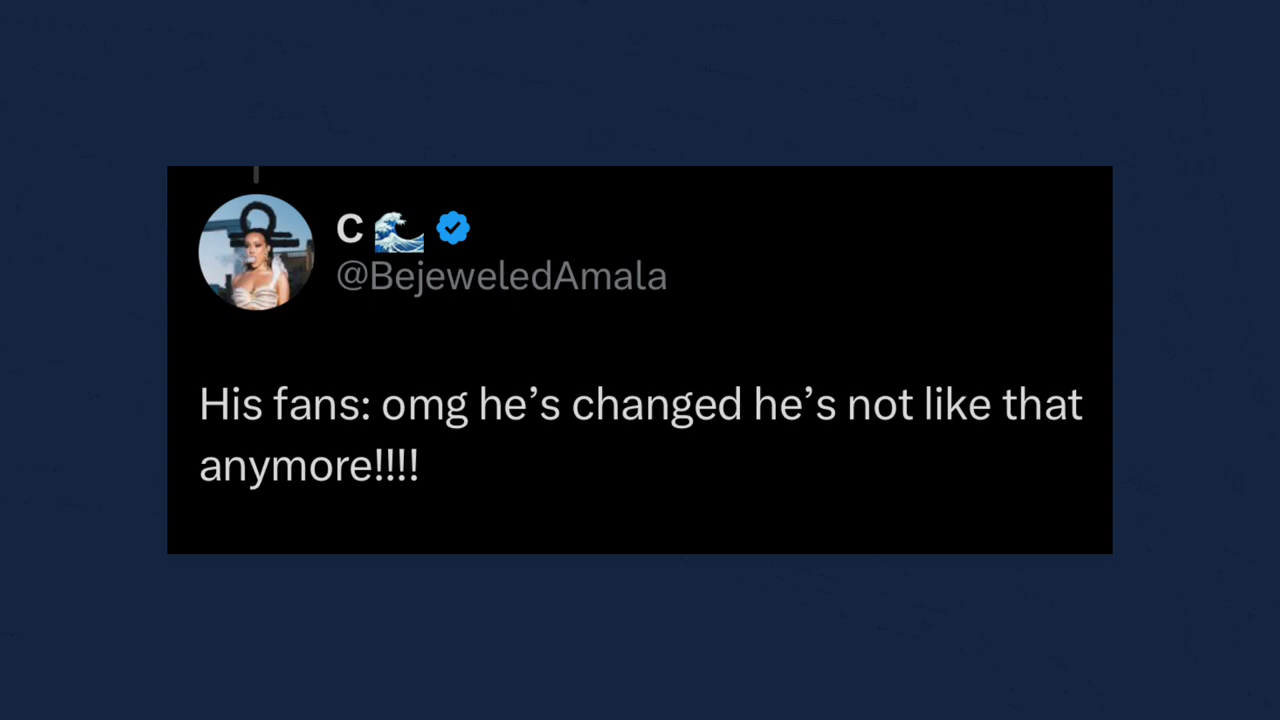 C 🌊
@BejeweledAmala
His fans: omg he’s changed he’s not like that
anymore!!!!